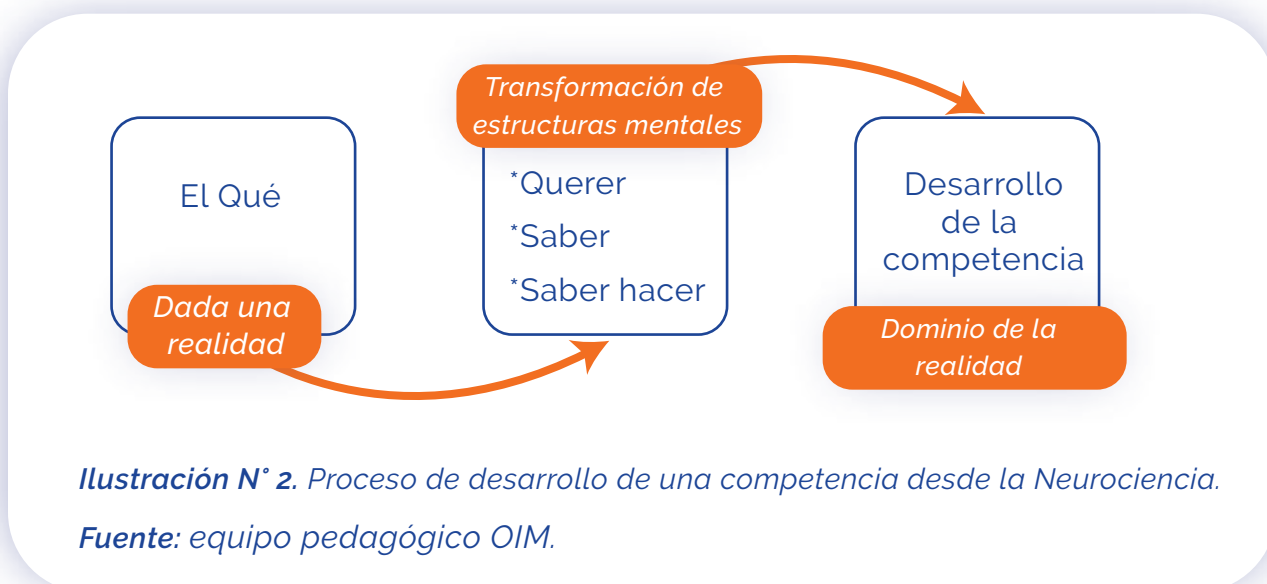 El Qué
Dada una
realidad
Transformación de
estructuras mentales
*Querer
*Saber
*Saber hacer
Desarrollo
de la
competencia
Dominio de la
realidad
Ilustración N° 2. Proceso de desarrollo de una competencia desde la Neurociencia.
Fuente: equipo pedagógico OIM.